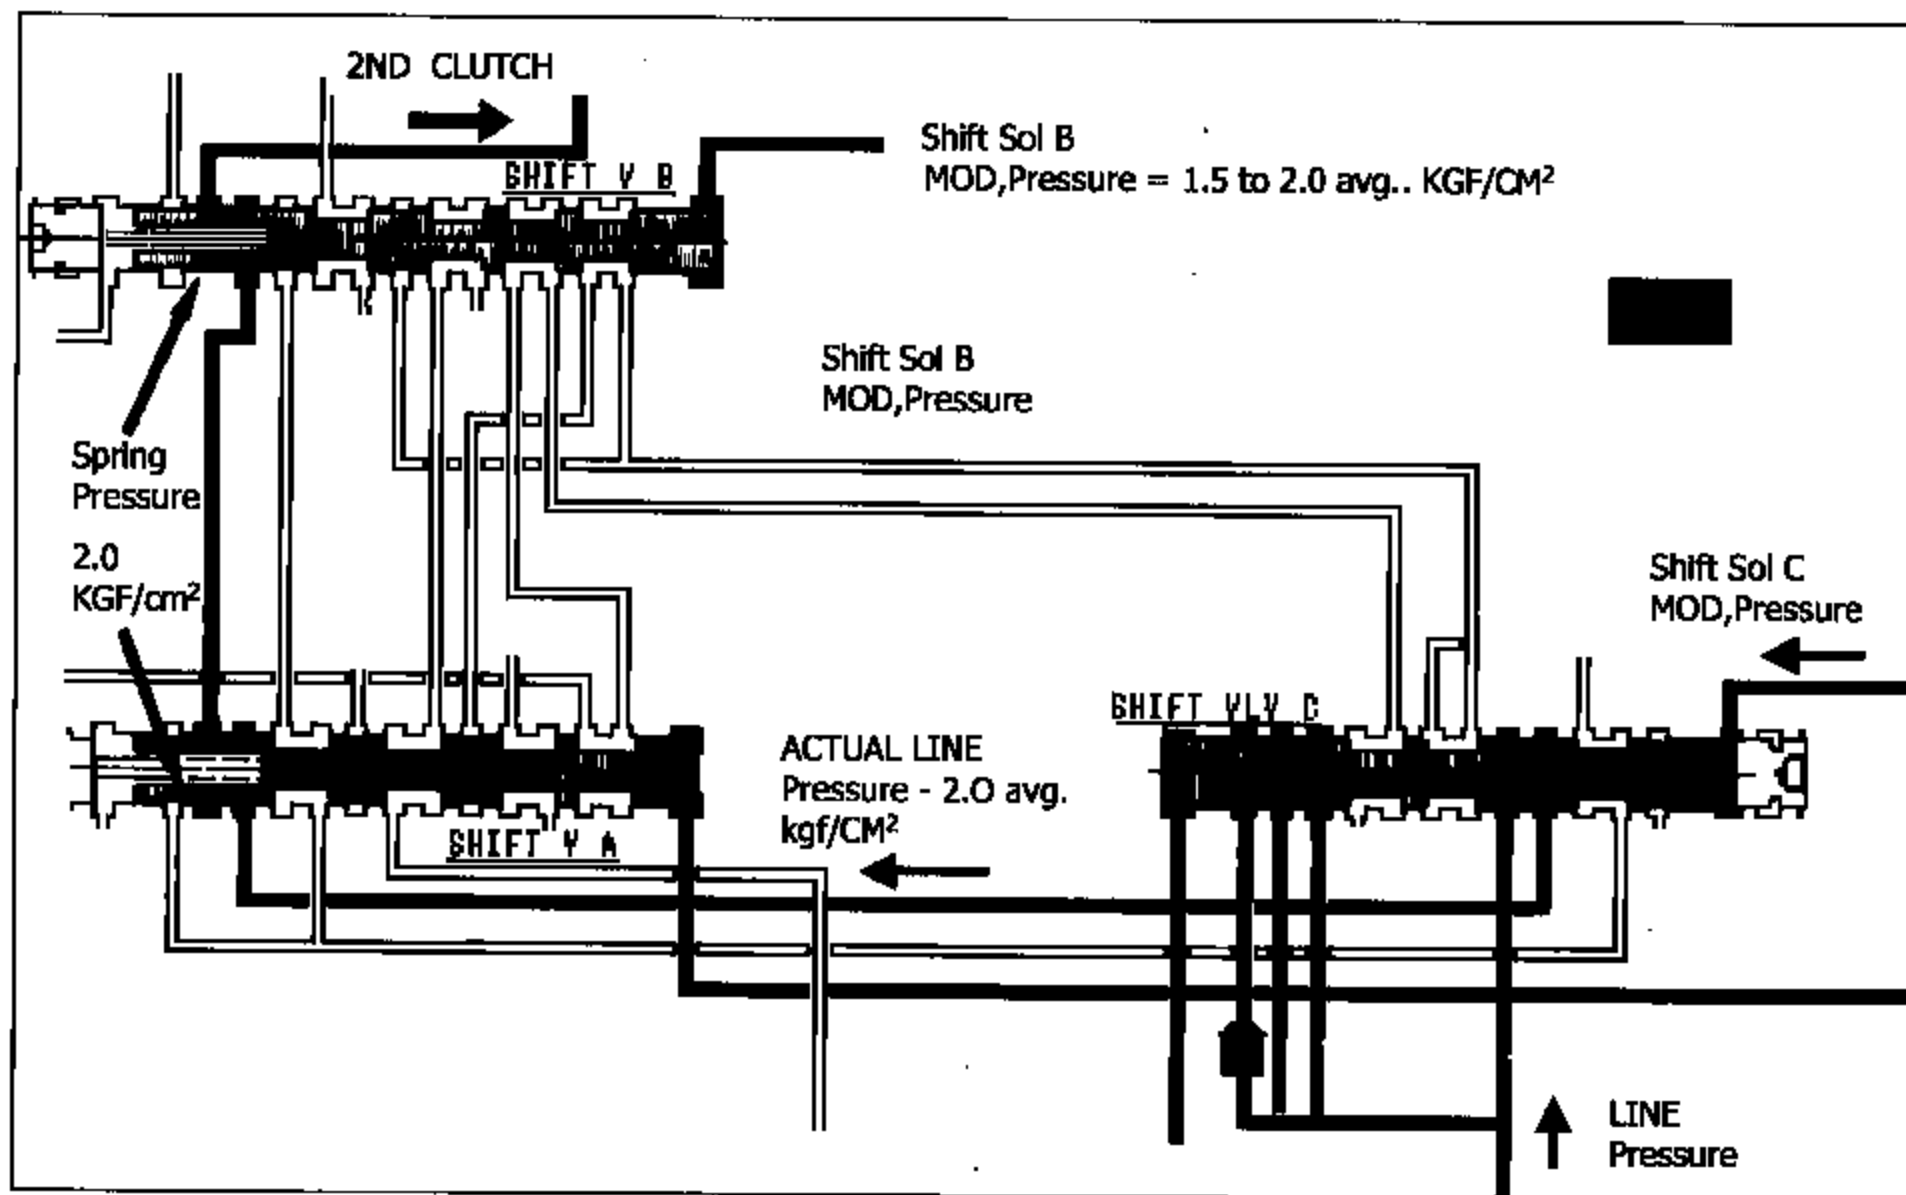 2ND CLUTCH
Shift Sol B
MOD,Pressure = 1.5 to 2.0 avg.. KGF/CM²
SHIFT V B
Shift Sol B
MOD,Pressure
Spring
Pressure
2.0
KGF/cm²
Shift Sol C
MOD,Pressure
SHIFT VLV C
ACTUAL LINE
Pressure - 2.O avg.
kgf/CM²
SHIFT V A
LINE
Pressure